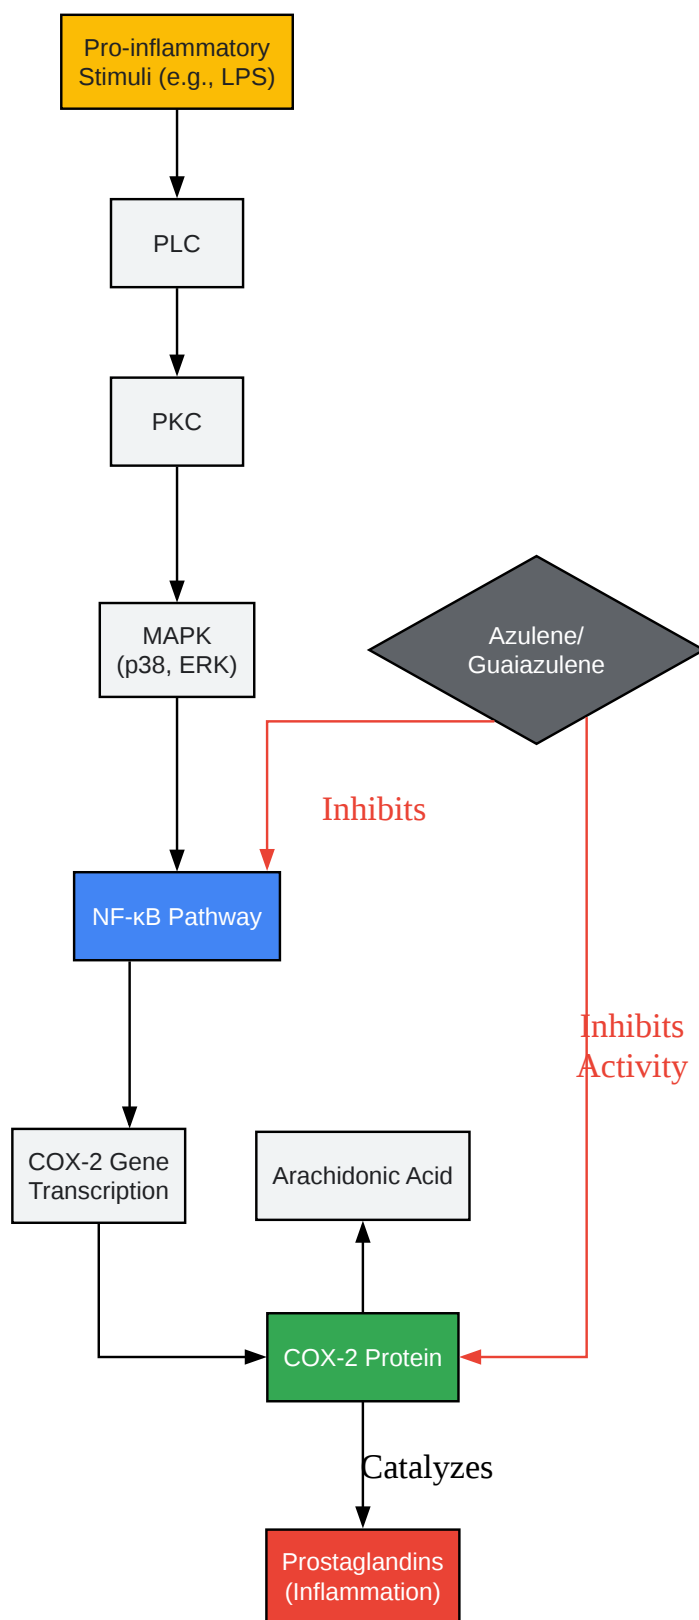 Pro-inflammatory
Stimuli (e.g., LPS)
PLC
PKC
MAPK
(p38, ERK)
Azulene/
Guaiazulene
Inhibits
NF-κB Pathway
Inhibits
Activity
COX-2 Gene
Transcription
Arachidonic Acid
COX-2 Protein
Catalyzes
Prostaglandins
(Inflammation)